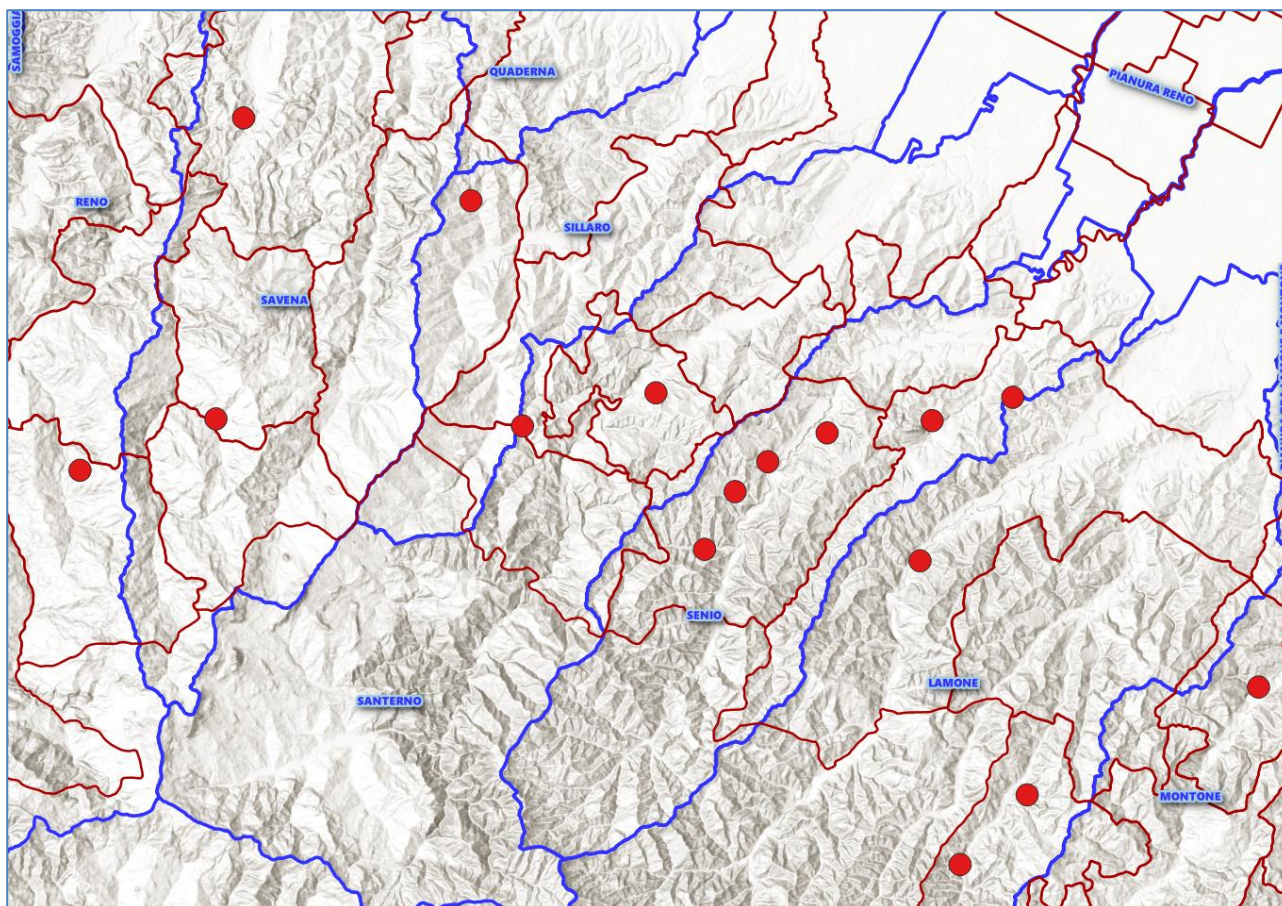 SAMOGGIA
QUADERNA
PIANURA RENO
RENO
SILLARO
SAVENA
SENIO
LAMONE
SANTERNO
MONTONE